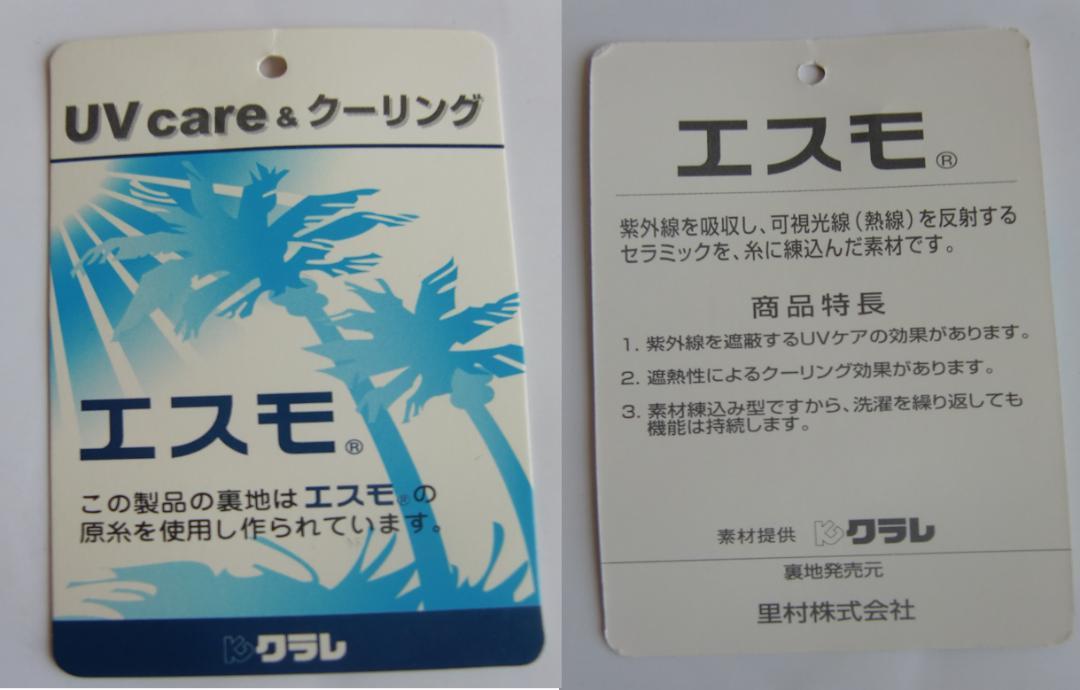 UV care & クーリング
エスモ®
この製品の裏地はエスモ®の
原糸を使用し作られています。
クラレ
エスモ®
紫外線を吸収し、可視光線（熱線）を反射する
セラミックを、糸に練込んだ素材です。
商品特長
1. 紫外線を遮蔽するUVケアの効果があります。
2. 遮熱性によるクーリング効果があります。
3. 素材練込み型ですから、洗濯を繰り返しても
機能は持続します。
素材提供 クラレ
裏地発売元
里村株式会社